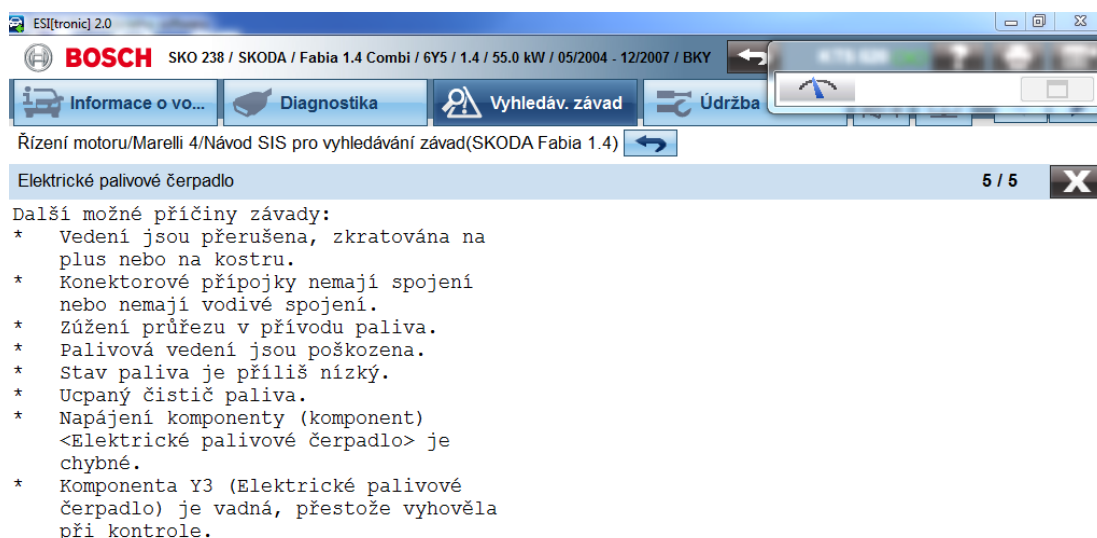 ESI[tronic] 2.0
BOSCH SKO 238 / SKODA / Fabia 1.4 Combi / 6Y5 / 1.4 / 55.0 kW / 05/2004 - 12/2007 / BKY
Informace o vo... Diagnostika Vyhledáv. závad Údržba
Řízení motoru/Marelli 4/Návod SIS pro vyhledávání závad(SKODA Fabia 1.4)
Elektrické palivové čerpadlo 5 / 5
Další možné příčiny závady:
* Vedení jsou přerušena, zkratována na
plus nebo na kostru.
* Konektorové přípojky nemají spojení
nebo nemají vodivé spojení.
* Zúžení průřezu v přívodu paliva.
* Palivová vedení jsou poškozena.
* Stav paliva je příliš nízký.
* Ucpaný čistič paliva.
* Napájení komponenty (komponent)
<Elektrické palivové čerpadlo> je
chybné.
* Komponenta Y3 (Elektrické palivové
čerpadlo) je vadná, přestože vyhověla
při kontrole.